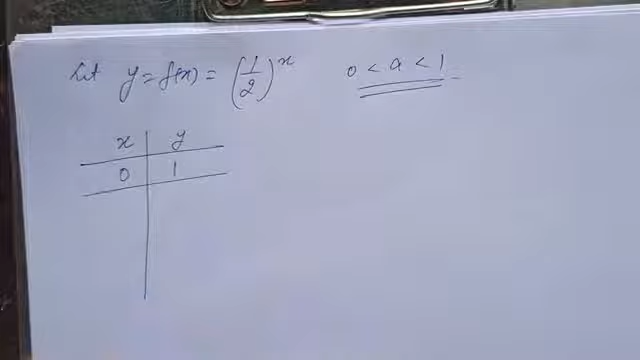 Let y = f(x) = (1/2)^x 0 < a < 1
x y
0 1